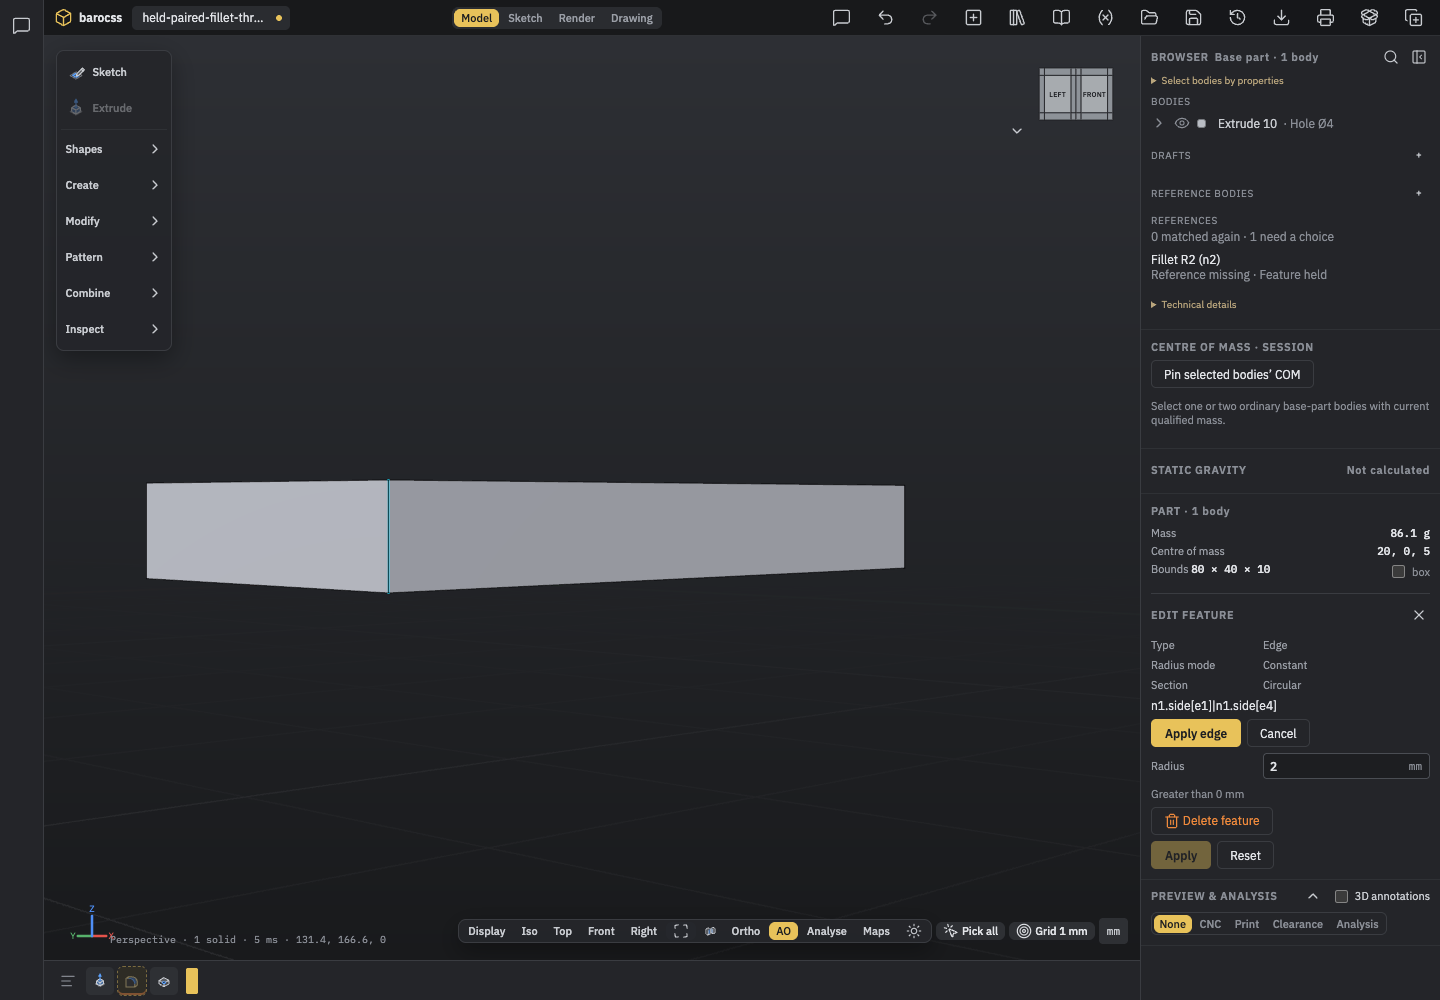 barocss
held-paired-fillet-thr...
Model
Sketch
Render
Drawing
Sketch
Extrude
Shapes
Create
Modify
Pattern
Combine
Inspect
LEFT
FRONT
BROWSER Base part · 1 body
Select bodies by properties
BODIES
Extrude 10 · Hole Ø4
DRAFTS
REFERENCE BODIES
REFERENCES
0 matched again · 1 need a choice
Fillet R2 (n2)
Reference missing · Feature held
Technical details
CENTRE OF MASS · SESSION
Pin selected bodies’ COM
Select one or two ordinary base-part bodies with current
qualified mass.
STATIC GRAVITY Not calculated
PART · 1 body
Mass 86.1 g
Centre of mass 20, 0, 5
Bounds 80 × 40 × 10 box
EDIT FEATURE
Type Edge
Radius mode Constant
Section Circular
n1.side[e1]|n1.side[e4]
Apply edge Cancel
Radius 2 mm
Greater than 0 mm
Delete feature
Apply Reset
PREVIEW & ANALYSIS 3D annotations
None CNC Print Clearance Analysis
Z
Y X
Perspective · 1 solid · 5 ms · 131.4, 166.6, 0
Display Iso Top Front Right Ortho AO Analyse Maps Pick all Grid 1 mm mm